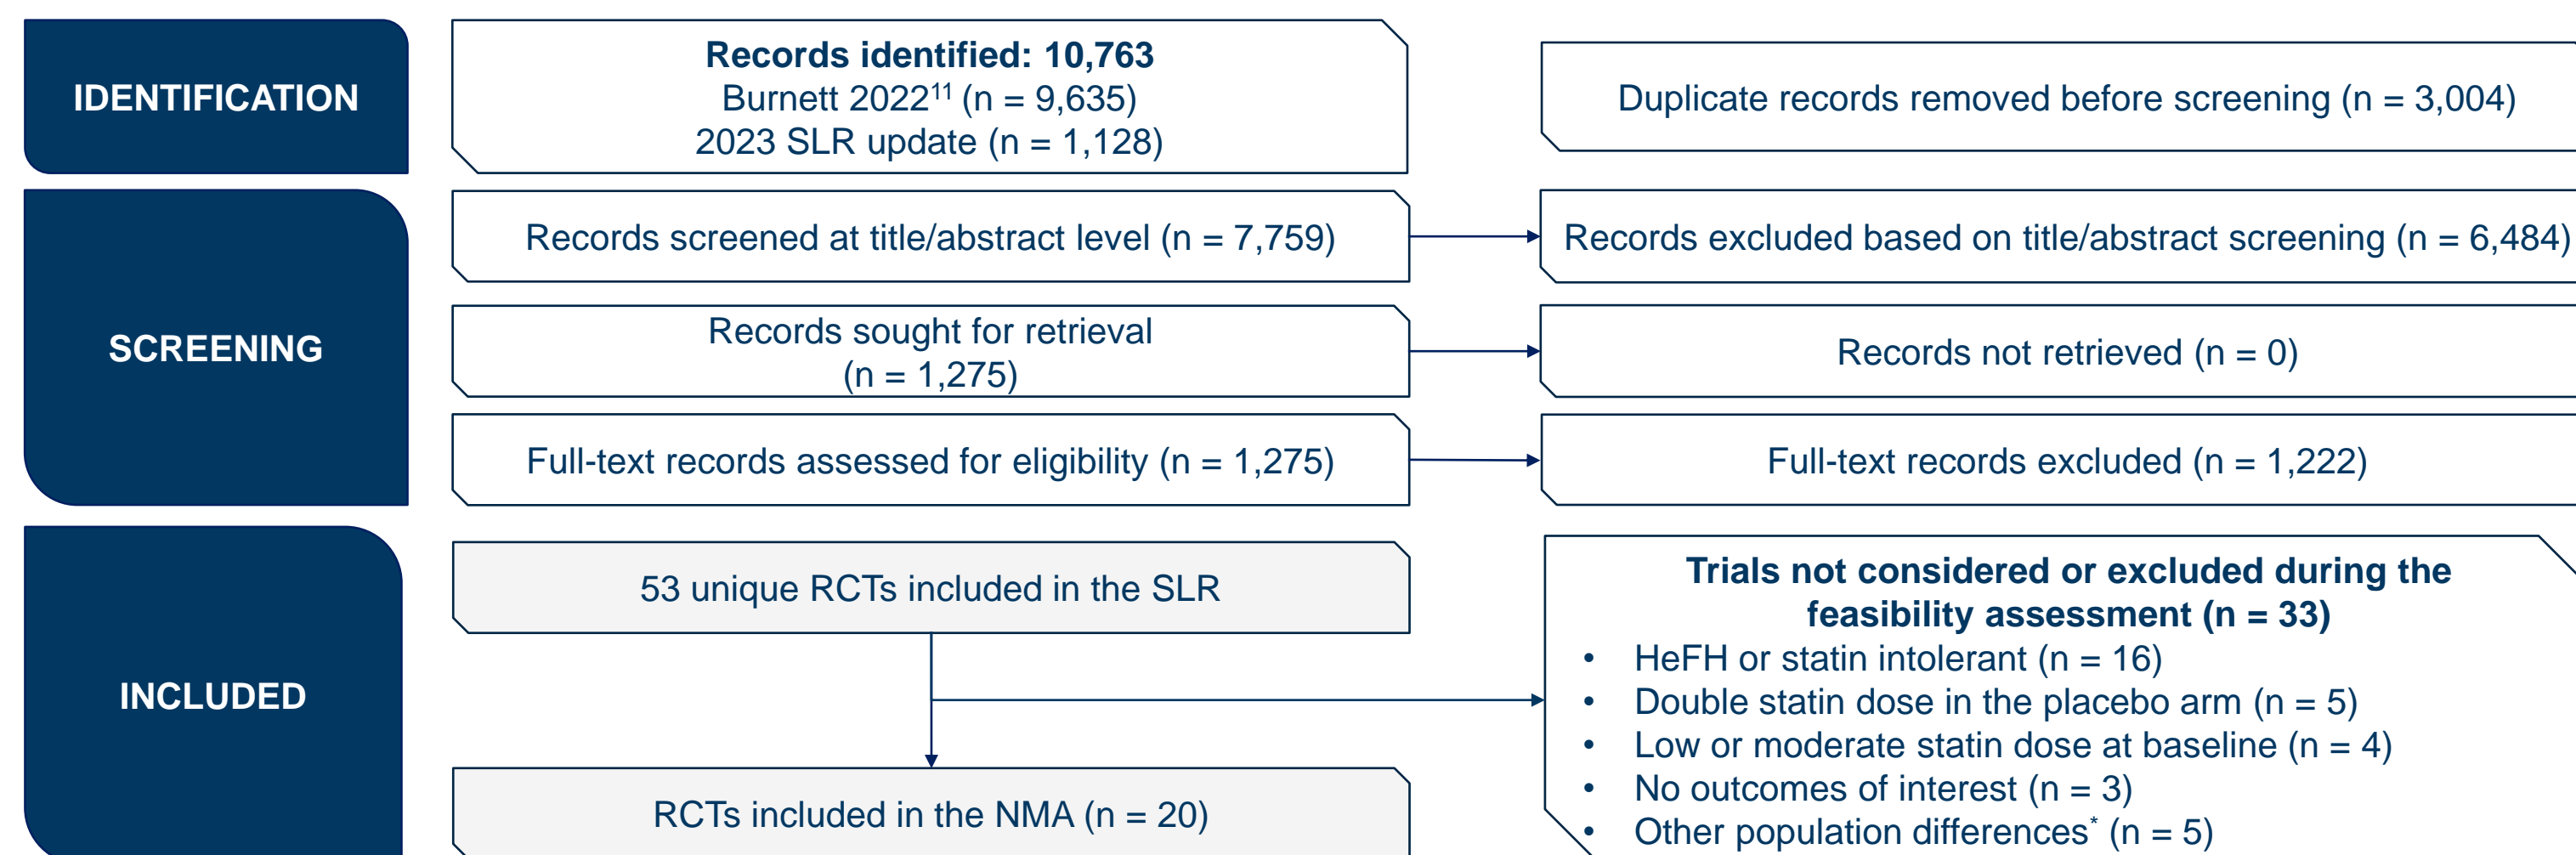 IDENTIFICATION
Records identified: 10,763
Burnett 2022¹¹ (n = 9,635)
2023 SLR update (n = 1,128)
Duplicate records removed before screening (n = 3,004)
SCREENING
Records screened at title/abstract level (n = 7,759)
Records excluded based on title/abstract screening (n = 6,484)
Records sought for retrieval
(n = 1,275)
Records not retrieved (n = 0)
Full-text records assessed for eligibility (n = 1,275)
Full-text records excluded (n = 1,222)
INCLUDED
53 unique RCTs included in the SLR
Trials not considered or excluded during the
feasibility assessment (n = 33)
• HeFH or statin intolerant (n = 16)
• Double statin dose in the placebo arm (n = 5)
• Low or moderate statin dose at baseline (n = 4)
• No outcomes of interest (n = 3)
• Other population differences* (n = 5)
RCTs included in the NMA (n = 20)